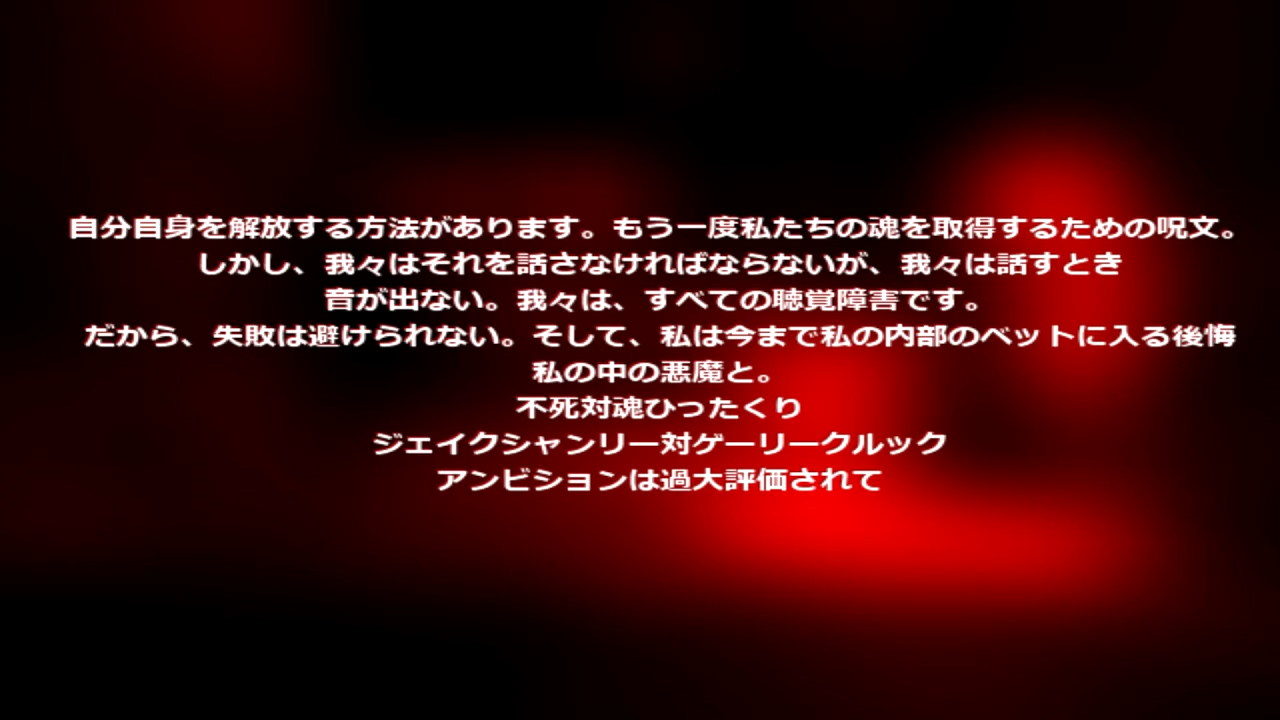 自分自身を解放する方法があります。もう一度私たちの魂を取得するための呪文。
しかし、我々はそれを話さなければならないが、我々は話すとき
音が出ない。我々は、すべての聴覚障害です。
だから、失敗は避けられない。そして、私は今まで私の内部のベットに入る後悔
私の中の悪魔と。
不死対魂ひったくり
ジェイクシャンリー対ゲーリークルック
アンビションは過大評価されて